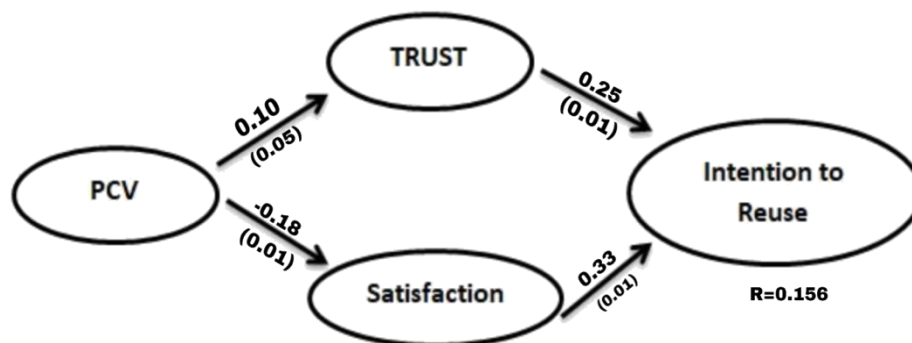 TRUST
0.10
(0.05)
0.25
(0.01)
PCV
Intention to
Reuse
-0.18
(0.01)
Satisfaction
0.33
(0.01)
R=0.156